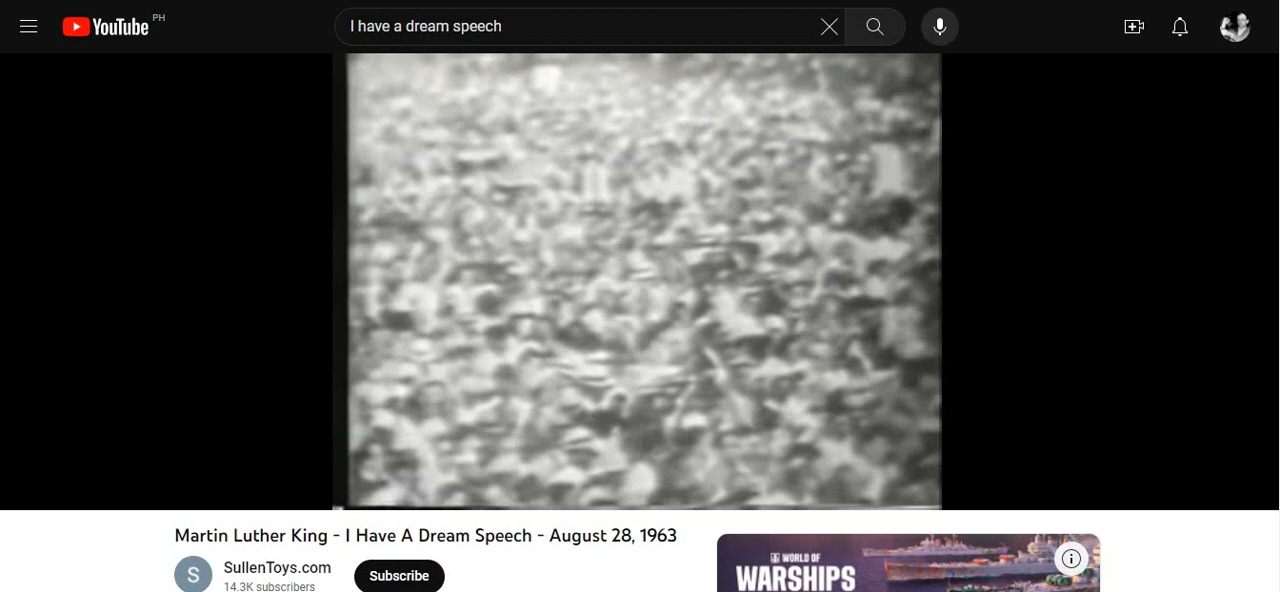 YouTube PH
I have a dream speech
Martin Luther King - I Have A Dream Speech - August 28, 1963
S
SullenToys.com
14.3K subscribers
Subscribe
WORLD OF
WARSHIPS